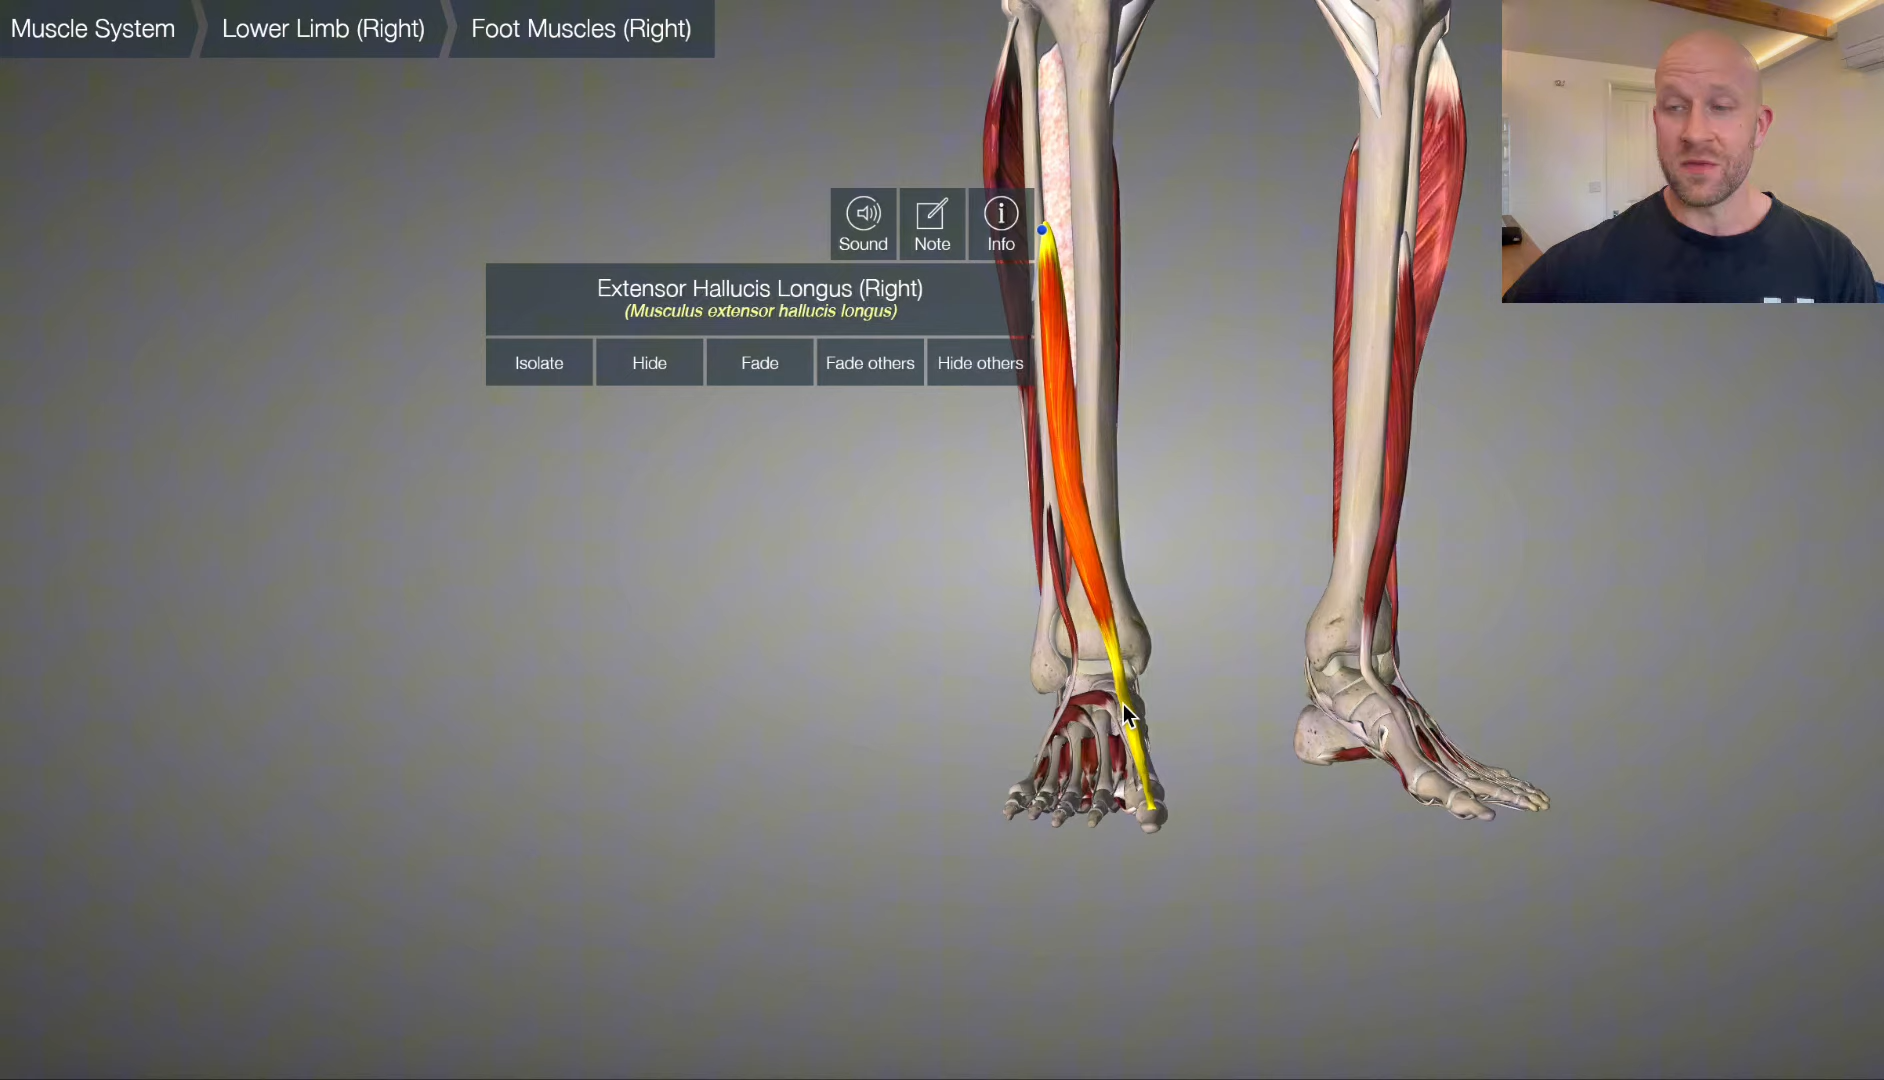 Muscle System
Lower Limb (Right)
Foot Muscles (Right)
Sound
Note
Info
Extensor Hallucis Longus (Right)
(Musculus extensor hallucis longus)
Isolate
Hide
Fade
Fade others
Hide others